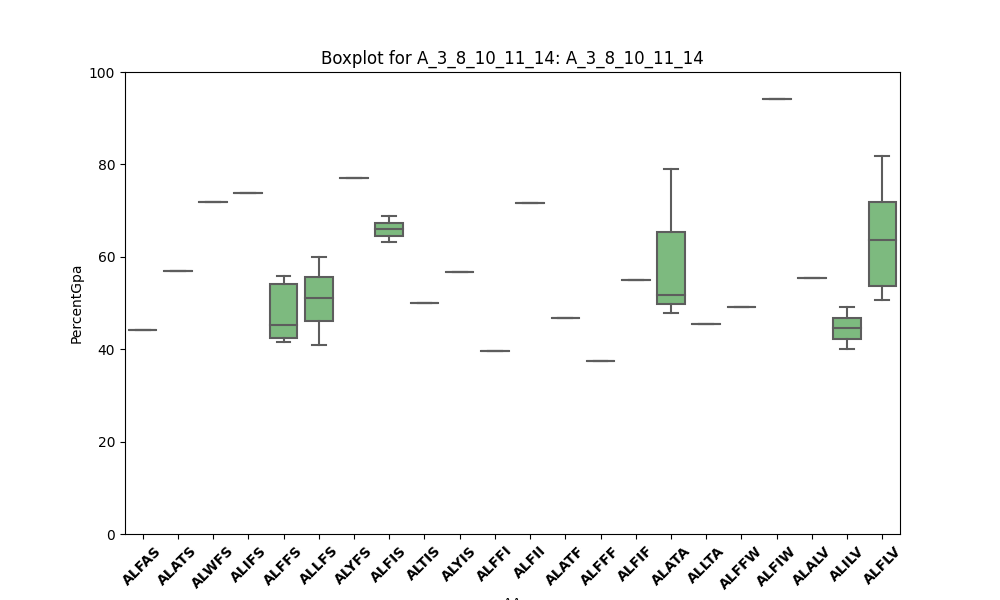 Boxplot for A_3_8_10_11_14: A_3_8_10_11_14
100
80
60
40
20
0
PercentGpa
ALFAS
ALATS
ALWFS
ALIFS
ALFFS
ALLFS
ALYFS
ALFIS
ALTIS
ALYIS
ALFFI
ALFII
ALATF
ALFFF
ALFIF
ALATA
ALLTA
ALFFW
ALFIW
ALALV
ALILV
ALFLV